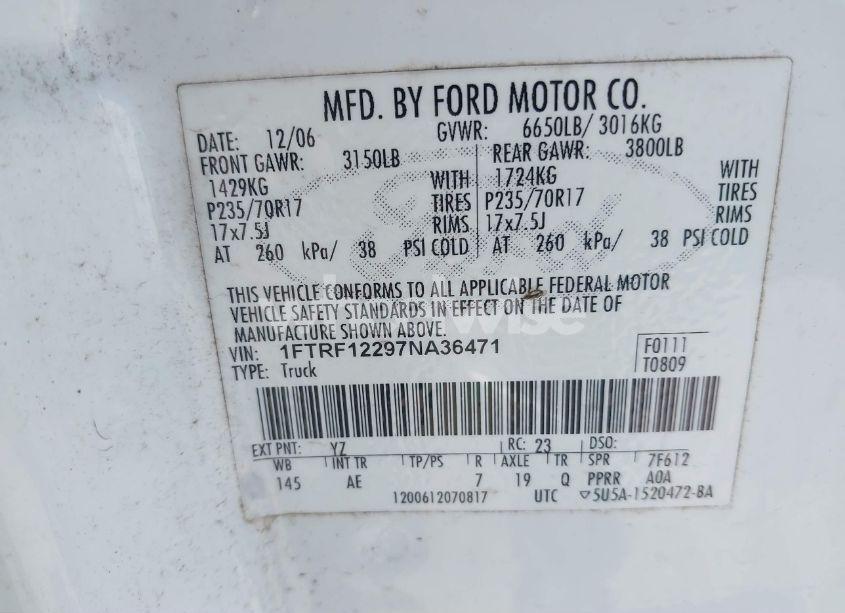 MFD. BY FORD MOTOR CO.
DATE: 12/06 GVWR: 6650LB/ 3016KG
FRONT GAWR: 3150LB REAR GAWR: 3800LB
1429KG WITH 1724KG WITH
P235/70R17 TIRES P235/70R17 TIRES
17x7.5J RIMS 17x7.5J RIMS
AT 260 kPa/ 38 PSI COLD AT 260 kPa/ 38 PSI COLD
THIS VEHICLE CONFORMS TO ALL APPLICABLE FEDERAL MOTOR
VEHICLE SAFETY STANDARDS IN EFFECT ON THE DATE OF
MANUFACTURE SHOWN ABOVE.
VIN: 1FTRF12297NA36471 F0111
TYPE: Truck T0809
EXT PNT: YZ RC: 23 DSO:
WB INT TR TP/PS R AXLE TR SPR 7F612
145 AE 7 19 Q PPRR A0A
1200612070817 UTC ▽5U5A-1520472-BA